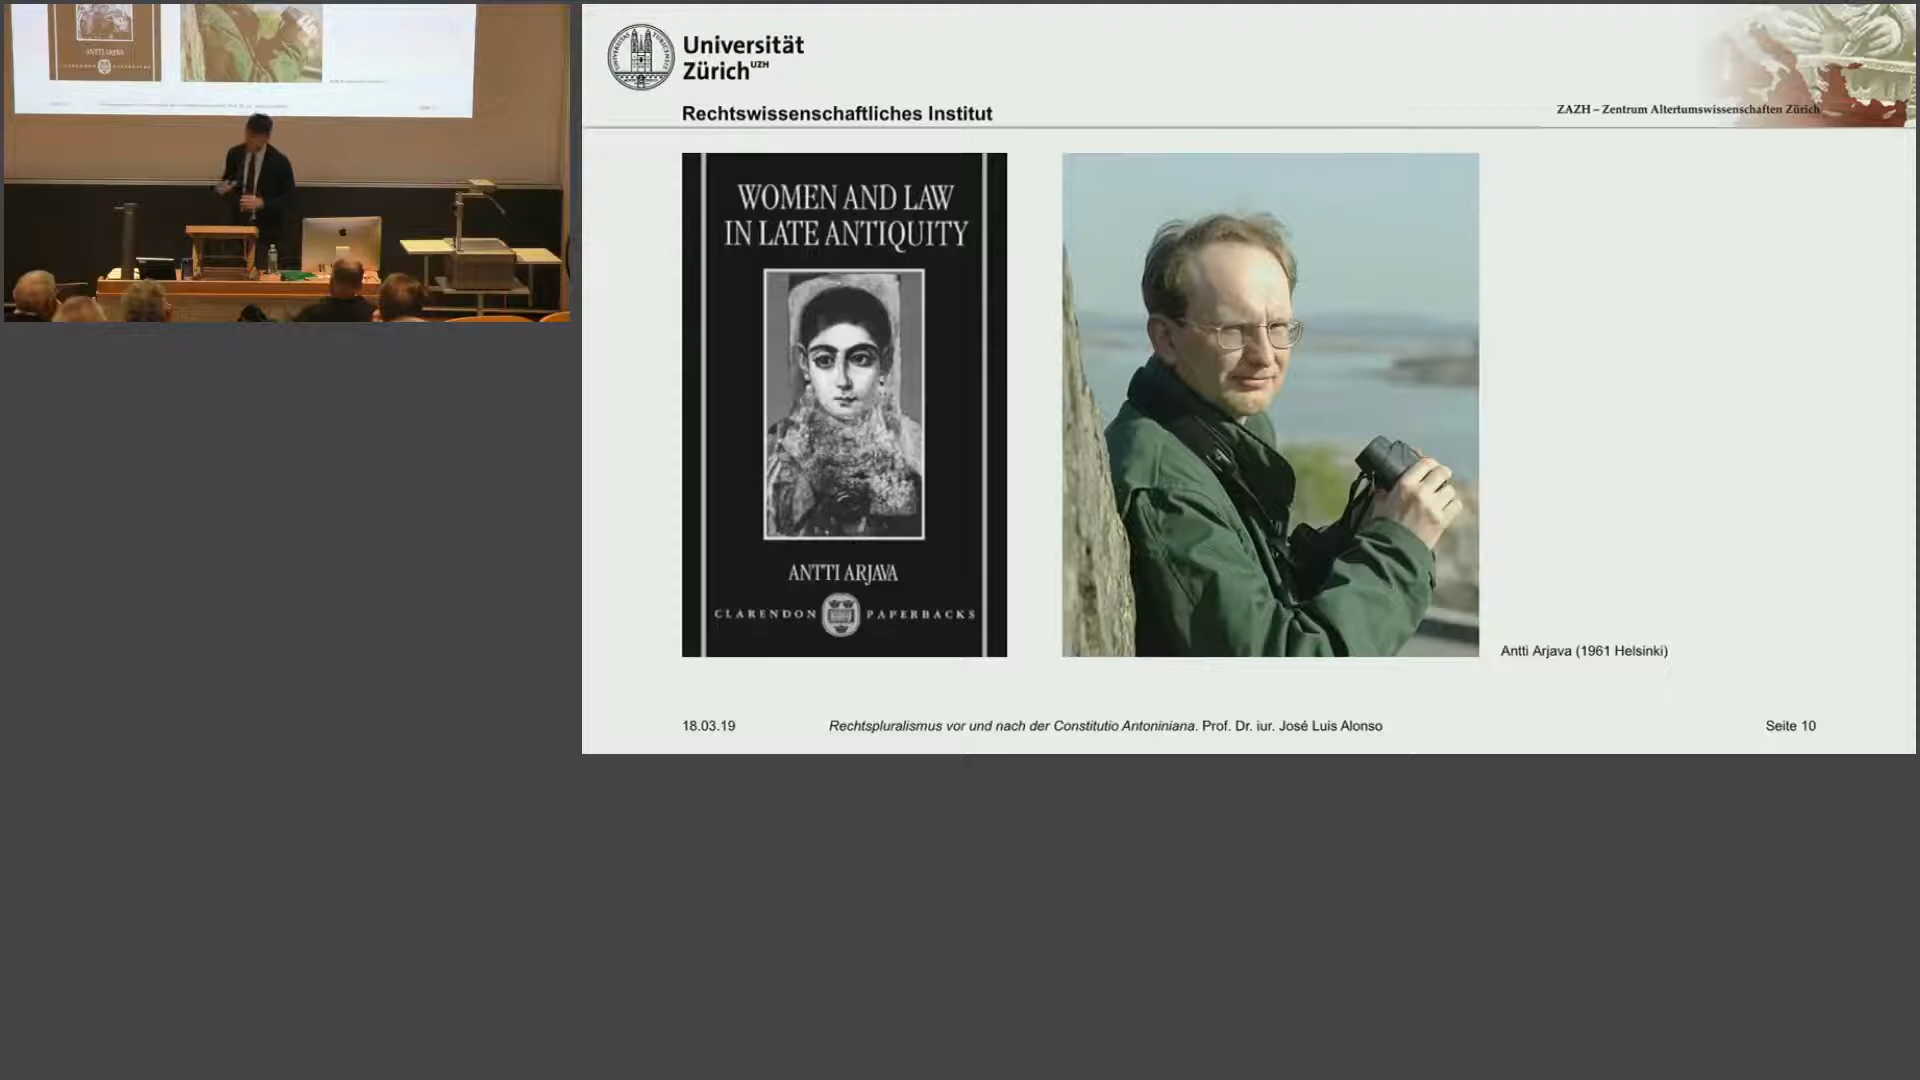 ANTTI ARJAVA
Universität
Zürich UZH
Rechtswissenschaftliches Institut
ZAZH – Zentrum Altertumswissenschaften Zürich
WOMEN AND LAW
IN LATE ANTIQUITY
ANTTI ARJAVA
CLARENDON PAPERBACKS
Antti Arjava (1961 Helsinki)
18.03.19 Rechtspluralismus vor und nach der Constitutio Antoniniana. Prof. Dr. iur. José Luis Alonso Seite 10